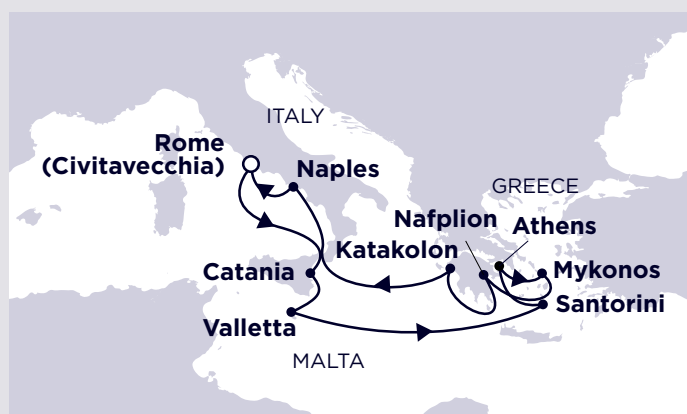 ITALY
Rome
(Civitavecchia)
Naples
GREECE
Nafplion
Athens
Katakolon
Mykonos
Catania
Santorini
Valletta
MALTA